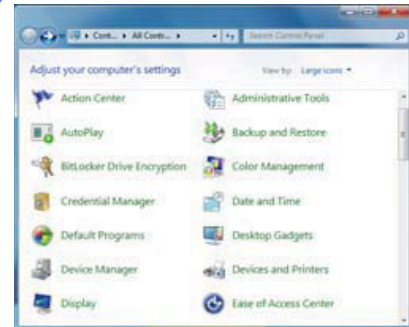 Cont... ▸ All Contr... ▸
Search Control Panel
Adjust your computer's settings
View by: Large icons
Action Center
Administrative Tools
AutoPlay
Backup and Restore
BitLocker Drive Encryption
Color Management
Credential Manager
Date and Time
Default Programs
Desktop Gadgets
Device Manager
Devices and Printers
Display
Ease of Access Center